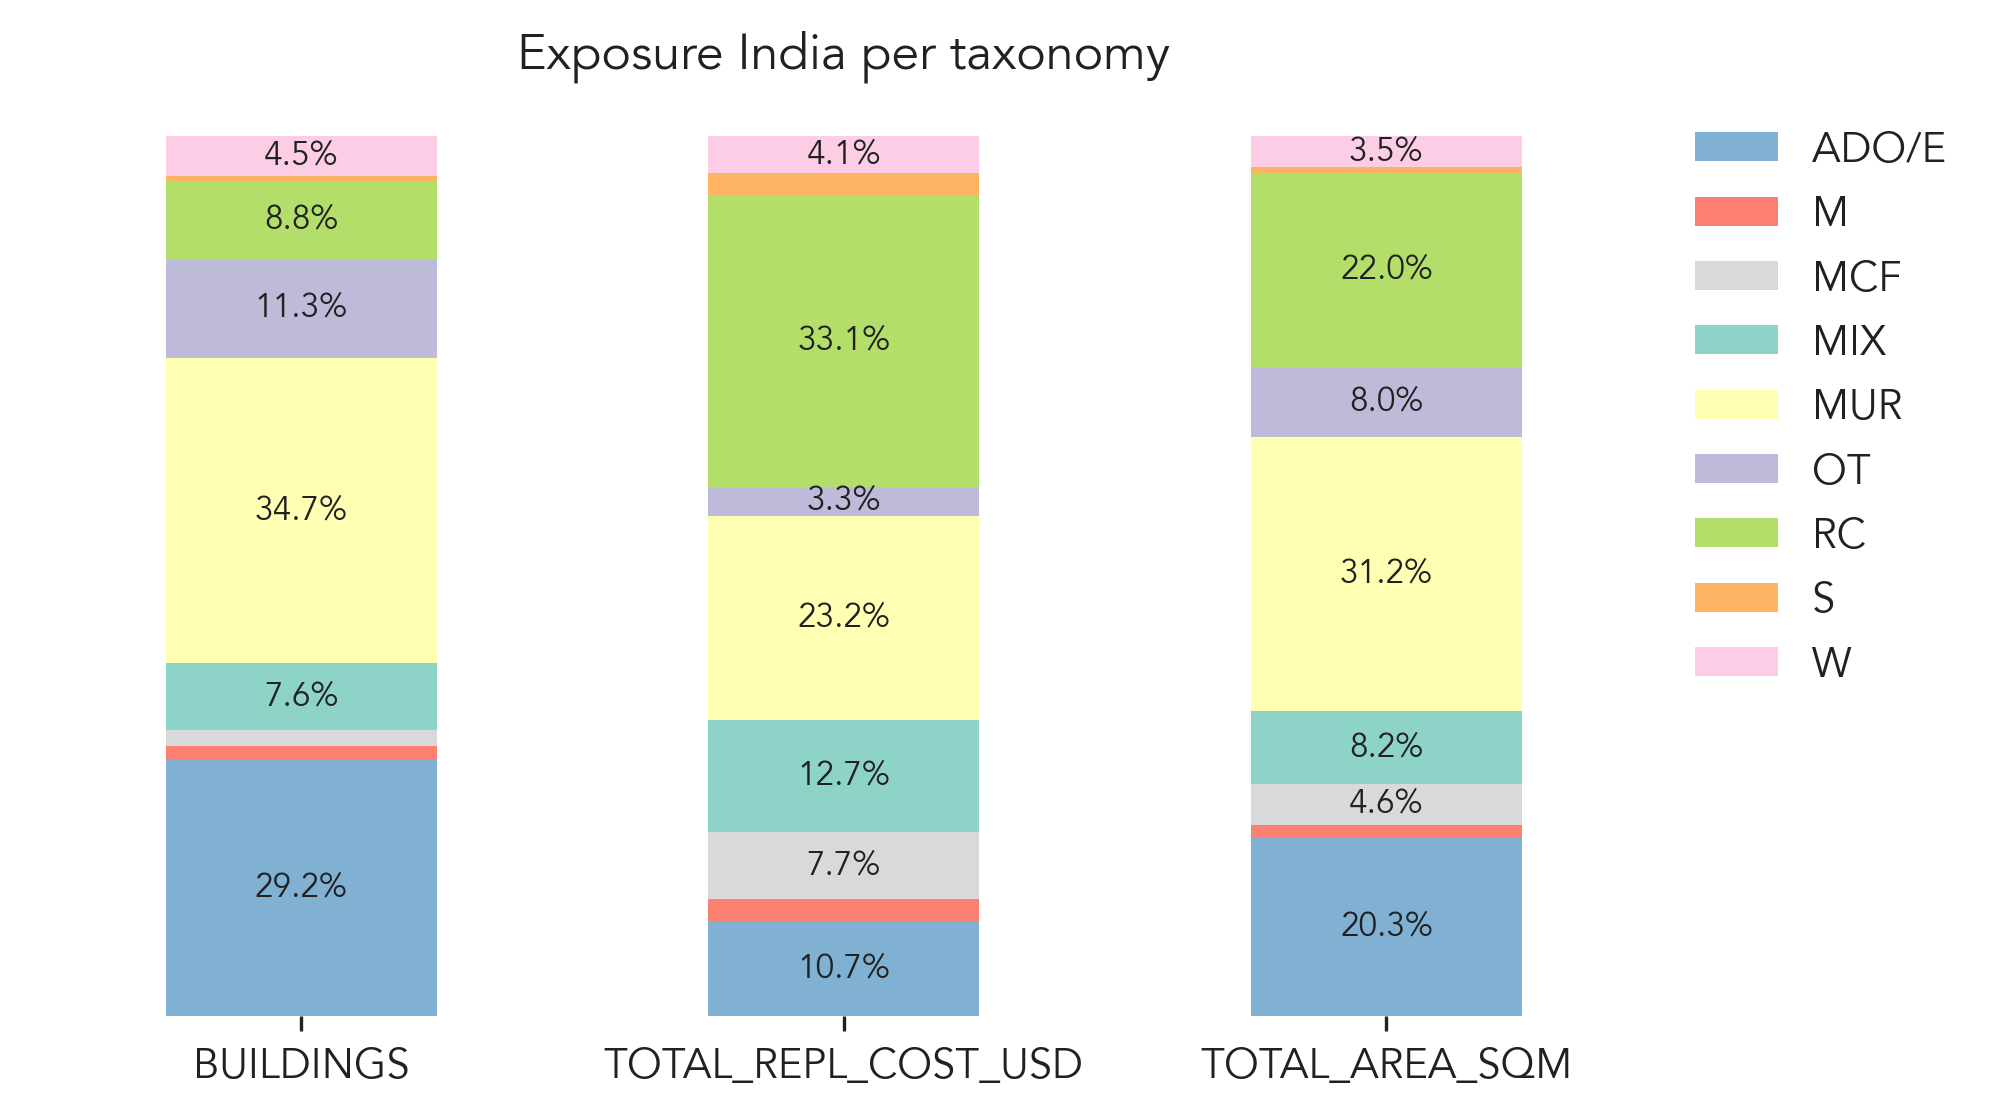 Exposure India per taxonomy
4.5%
8.8%
11.3%
34.7%
7.6%
29.2%
BUILDINGS
4.1%
33.1%
3.3%
23.2%
12.7%
7.7%
10.7%
TOTAL_REPL_COST_USD
3.5%
22.0%
8.0%
31.2%
8.2%
4.6%
20.3%
TOTAL_AREA_SQM
ADO/E
M
MCF
MIX
MUR
OT
RC
S
W